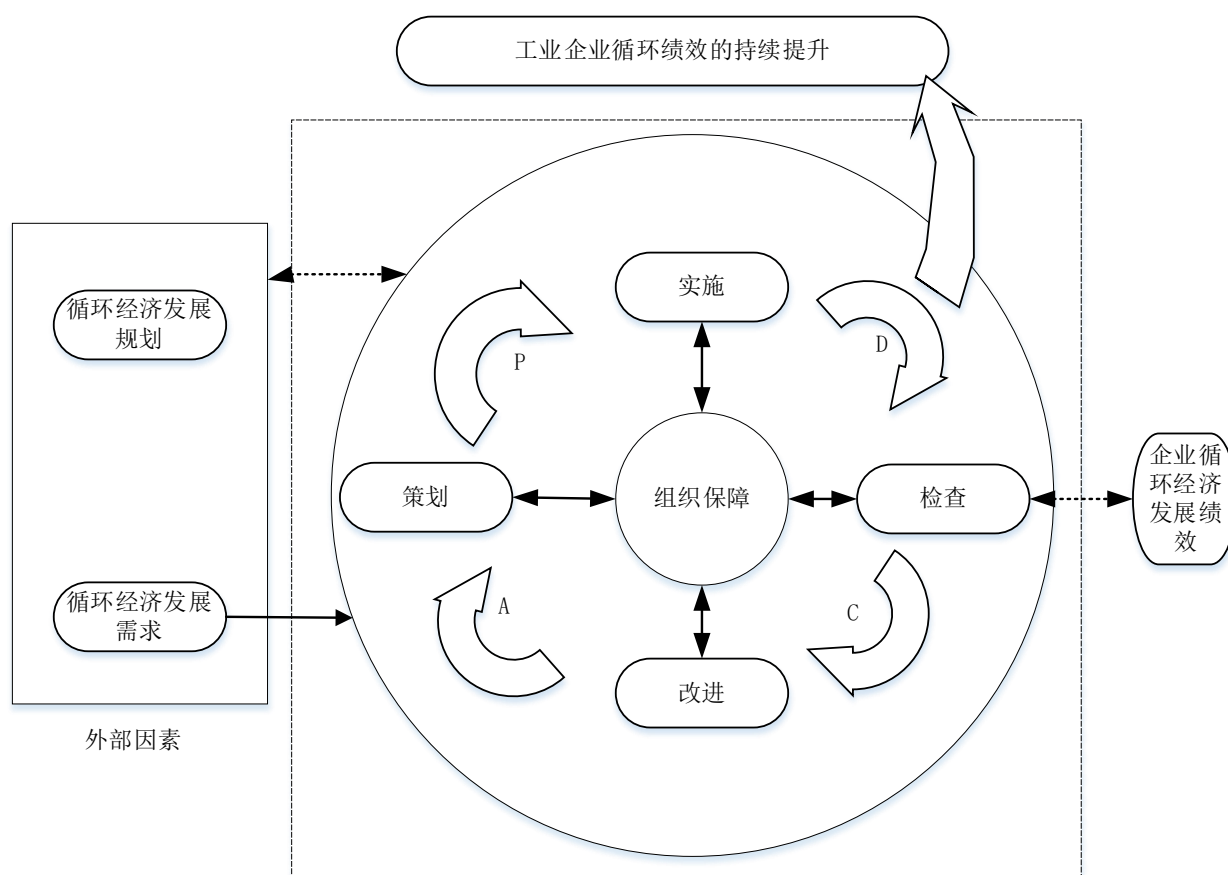 工业企业循环绩效的持续提升
循环经济发展
规划
实施
P
D
策划
组织保障
检查
企业循
环经济
发展绩
效
循环经济发展
需求
A
C
改进
外部因素